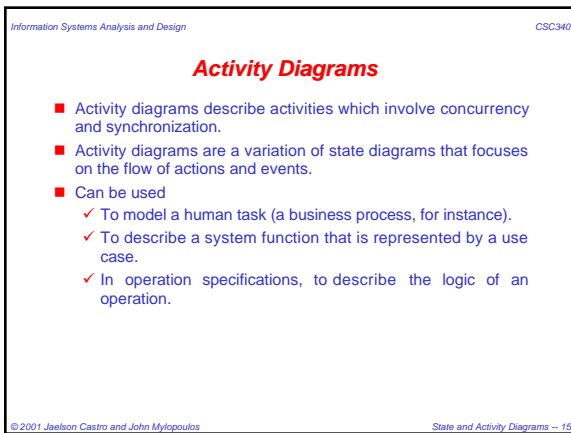 Information Systems Analysis and Design CSC340
Activity Diagrams
Activity diagrams describe activities which involve concurrency
and synchronization.
Activity diagrams are a variation of state diagrams that focuses
on the flow of actions and events.
Can be used
To model a human task (a business process, for instance).
To describe a system function that is represented by a use
case.
In operation specifications, to describe the logic of an
operation.
© 2001 Jaelson Castro and John Mylopoulos State and Activity Diagrams -- 15